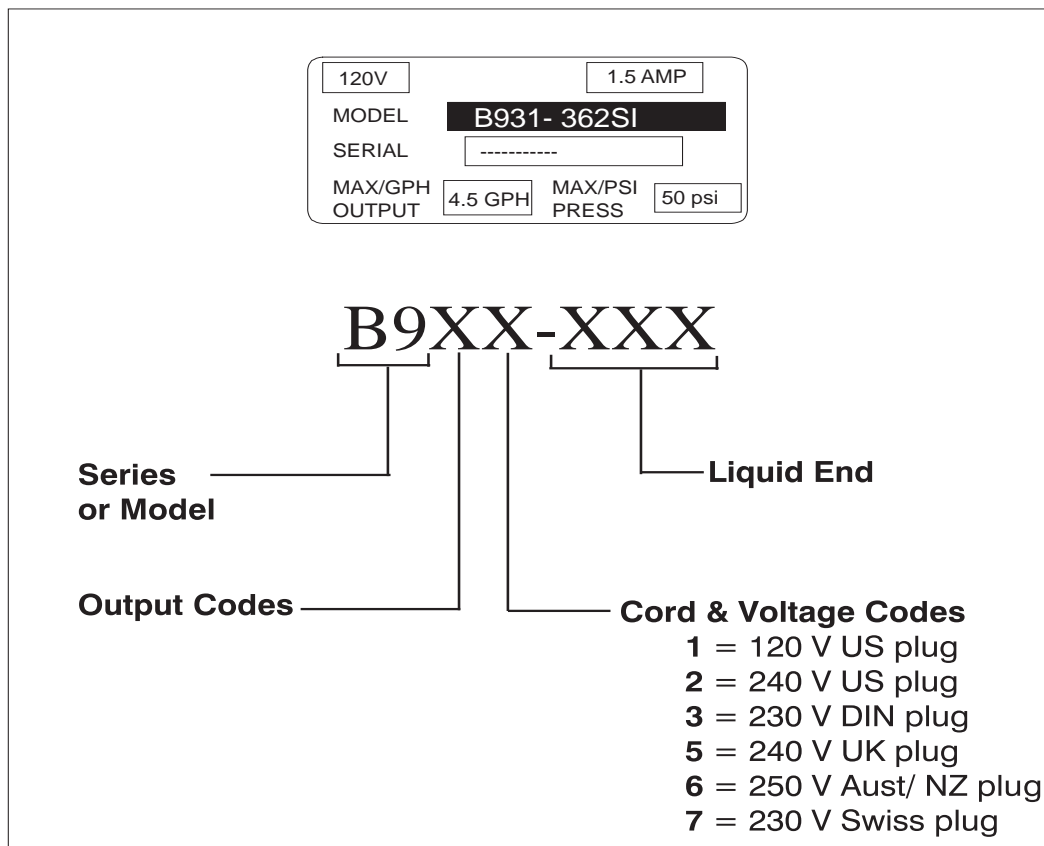 120V 1.5 AMP
MODEL B931- 362SI
SERIAL -----------
MAX/GPH OUTPUT 4.5 GPH MAX/PSI PRESS 50 psi
B9XX-XXX
Series
or Model
Liquid End
Output Codes
Cord & Voltage Codes
1 = 120 V US plug
2 = 240 V US plug
3 = 230 V DIN plug
5 = 240 V UK plug
6 = 250 V Aust/ NZ plug
7 = 230 V Swiss plug